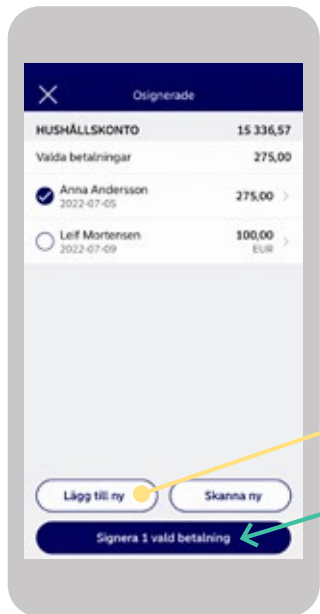 Osignerade
HUSHÅLLSKONTO 15 336,57
Valda betalningar 275,00
Anna Andersson 275,00
2022-07-05
Leif Mortensen 100,00
2022-07-09 EUR
Lägg till ny Skanna ny
Signera 1 vald betalning